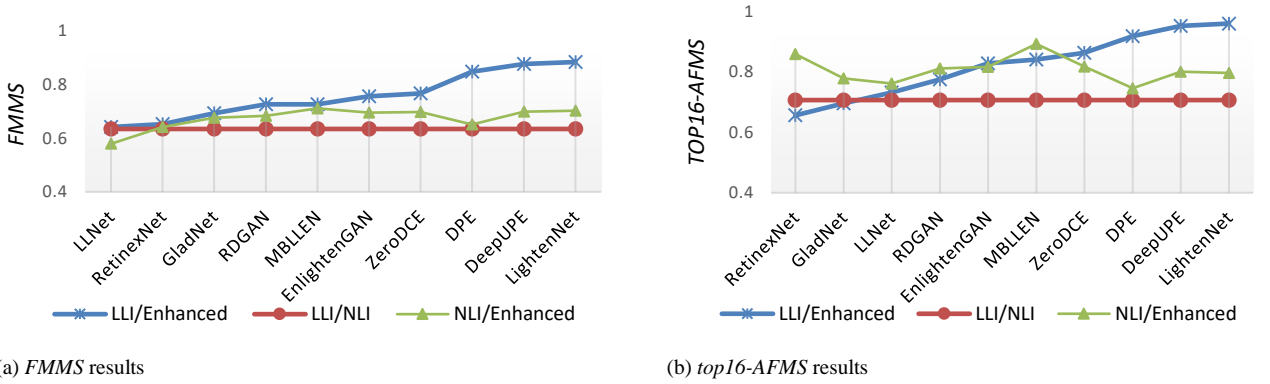 1
0.8
0.6
0.4
FMMS
LLNet
RetinexNet
GladNet
RDGAN
MBLLEN
EnlightenGAN
ZeroDCE
DPE
DeepUPE
LightenNet
LLI/Enhanced LLI/NLI NLI/Enhanced
a) FMMS results
1
0.8
0.6
0.4
TOP16-AFMS
RetinexNet
GladNet
LLNet
RDGAN
EnlightenGAN
MBLLEN
ZeroDCE
DPE
DeepUPE
LightenNet
LLI/Enhanced LLI/NLI NLI/Enhanced
(b) top16-AFMS results